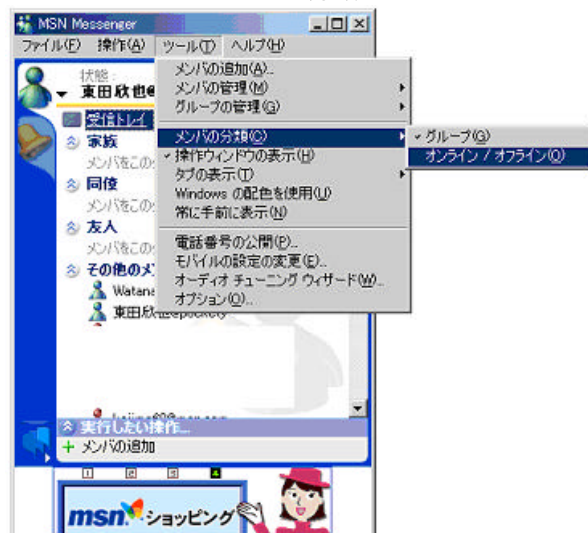 MSN Messenger
ファイル(F) 操作(A) ツール(T) ヘルプ(H)
状態 :
東田欣也@
受信トレイ
家族
メンバをこの
同僚
メンバをこの
友人
メンバをこの
その他のメ
Watana
東田欣也@pockety
メンバの追加(A)...
メンバの管理(M)
グループの管理(G)
メンバの分類(C)
操作ウィンドウの表示(H)
タブの表示(T)
Windows の配色を使用(U)
常に手前に表示(N)
電話番号の公開(P)...
モバイルの設定の変更(E)...
オーディオ チューニング ウィザード(W)...
オプション(O)...
グループ(G)
オンライン / オフライン(O)
実行したい操作...
メンバの追加
1 2 3 4
msn ショッピング